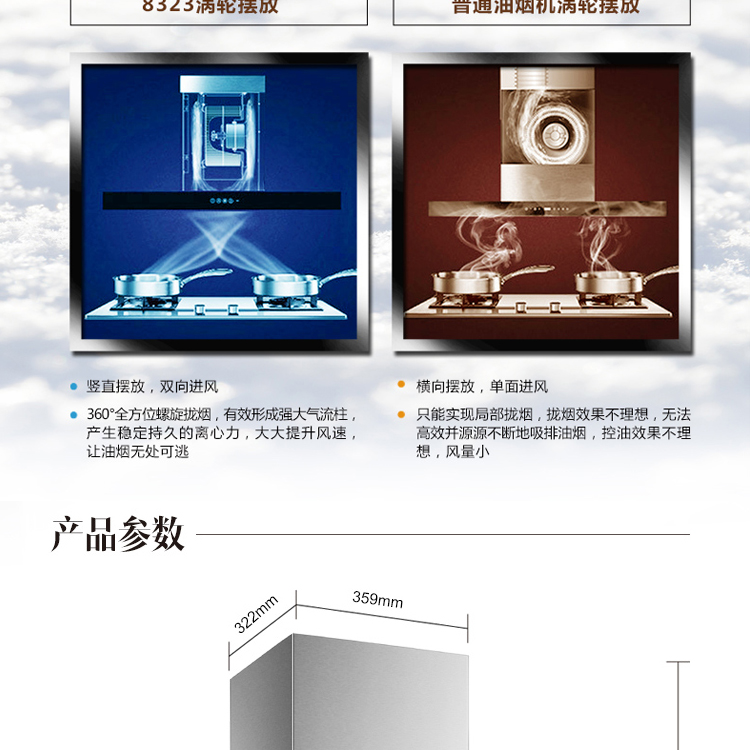 8323涡轮摆放
普通油烟机涡轮摆放
竖直摆放，双向进风
360°全方位螺旋拢烟，有效形成强大气流柱，
产生稳定持久的离心力，大大提升风速，
让油烟无处可逃
横向摆放，单面进风
只能实现局部拢烟，拢烟效果不理想，无法
高效并源源不断地吸排油烟，控油效果不理
想，风量小
产品参数
322mm
359mm